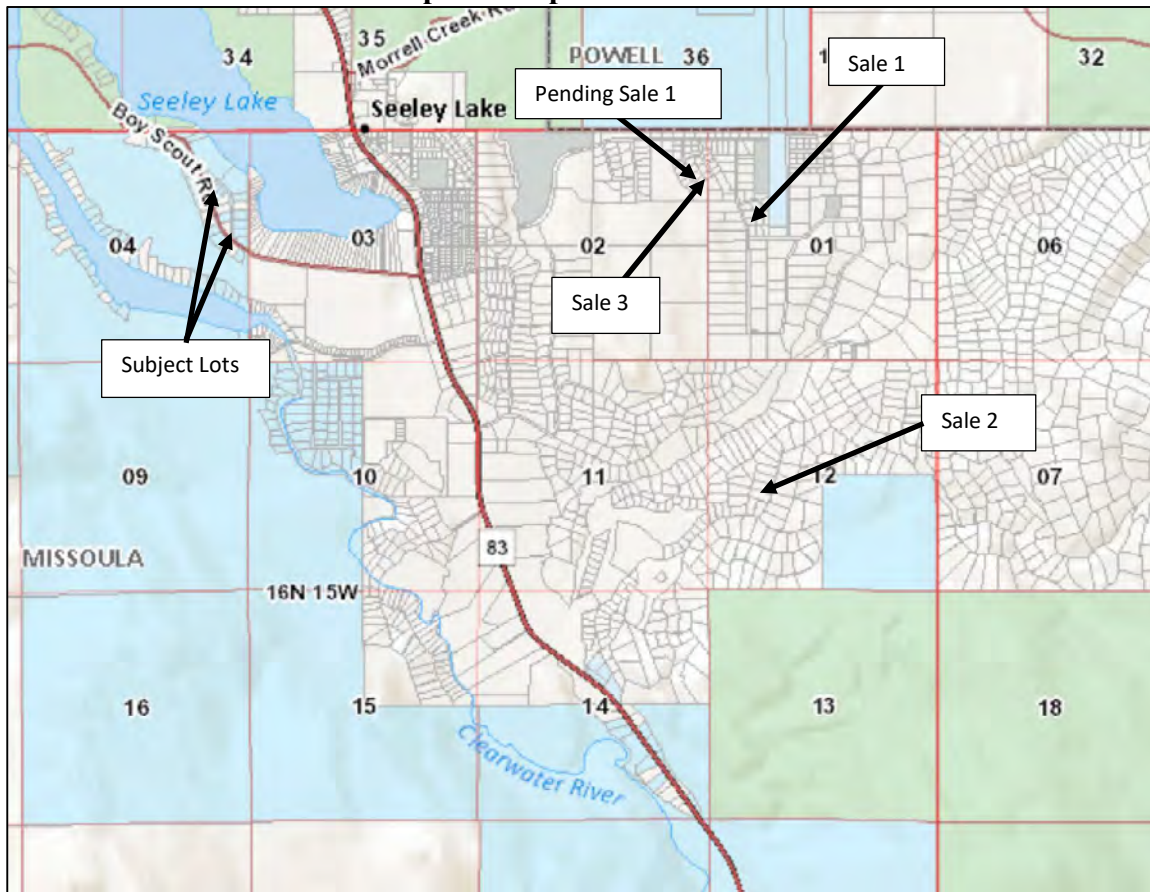 34
35
Morrell Creek Rd
POWELL 36
Sale 1
32
Pending Sale 1
Seeley Lake
Seeley Lake
Boy Scout Rd
04
03
02
01
06
Sale 3
Subject Lots
Sale 2
09
10
11
12
07
83
MISSOULA
16N 15W
16
15
14
13
18
Clearwater River